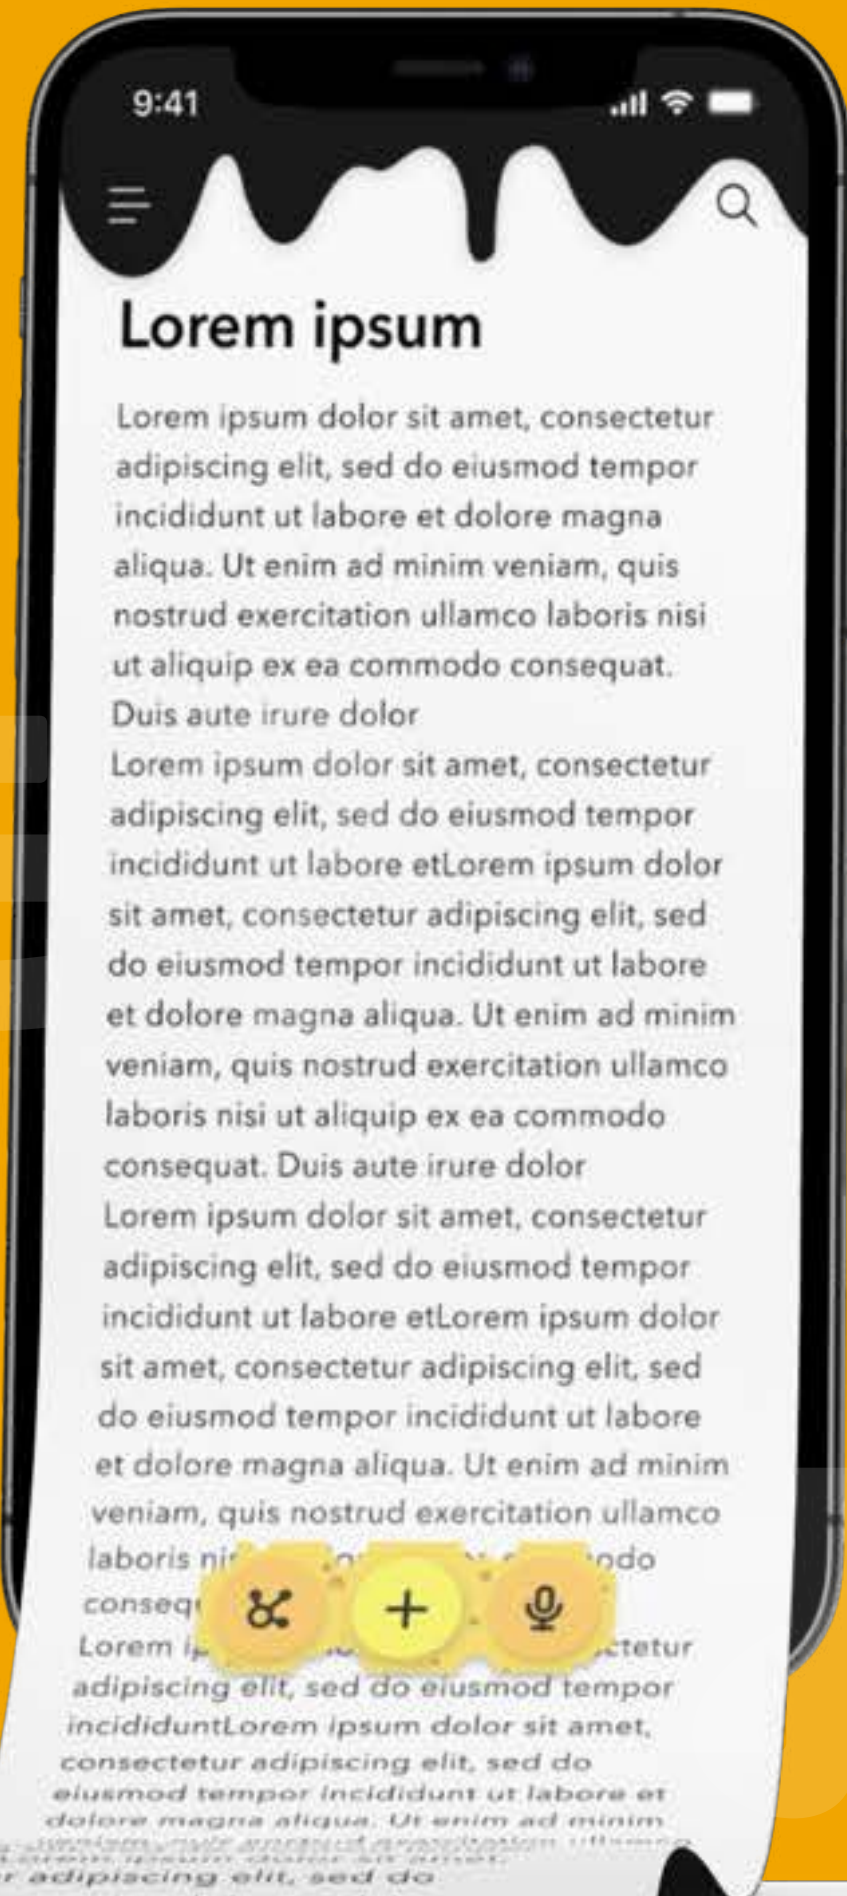 9:41
Lorem ipsum
Lorem ipsum dolor sit amet, consectetur
adipiscing elit, sed do eiusmod tempor
incididunt ut labore et dolore magna
aliqua. Ut enim ad minim veniam, quis
nostrud exercitation ullamco laboris nisi
ut aliquip ex ea commodo consequat.
Duis aute irure dolor
Lorem ipsum dolor sit amet, consectetur
adipiscing elit, sed do eiusmod tempor
incididunt ut labore etLorem ipsum dolor
sit amet, consectetur adipiscing elit, sed
do eiusmod tempor incididunt ut labore
et dolore magna aliqua. Ut enim ad minim
veniam, quis nostrud exercitation ullamco
laboris nisi ut aliquip ex ea commodo
consequat. Duis aute irure dolor
Lorem ipsum dolor sit amet, consectetur
adipiscing elit, sed do eiusmod tempor
incididunt ut labore etLorem ipsum dolor
sit amet, consectetur adipiscing elit, sed
do eiusmod tempor incididunt ut labore
et dolore magna aliqua. Ut enim ad minim
veniam, quis nostrud exercitation ullamco
laboris
Lorem
adipiscing elit, sed do eiusmod tempor
incididuntLorem ipsum dolor sit amet,
consectetur adipiscing elit, sed do
eiusmod tempor incididunt ut labore et
dolore magna aliqua. Ut enim ad minim
adipiscing elit, sed do